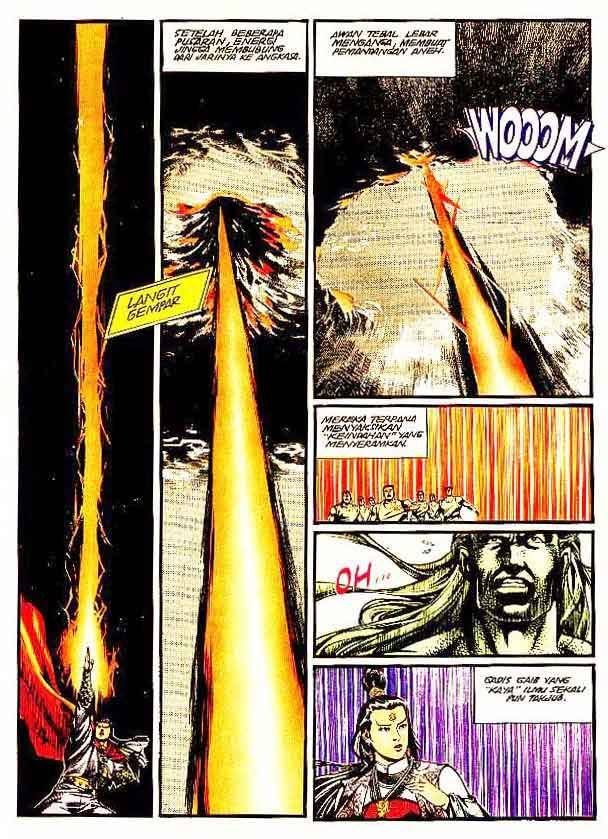 SETELAH BEBERAPA
PUSARAN, ENERGI
JINGGA MEMBUBUNG
DARI JARINYA KE ANGKASA.
LANGIT
GEMPAR
AWAN TEBAL LEBAR
MENGANGA, MEMBUAT
PEMANDANGAN ANEH.
WOOOM
MEREKA TERPANA
MENYAKSIKAN
"KEINDAHAN" YANG
MENYERAMKAN.
OH...
GADIS GAIB YANG
"KAYA" ILMU SEKALI
PUN TAKJUB.